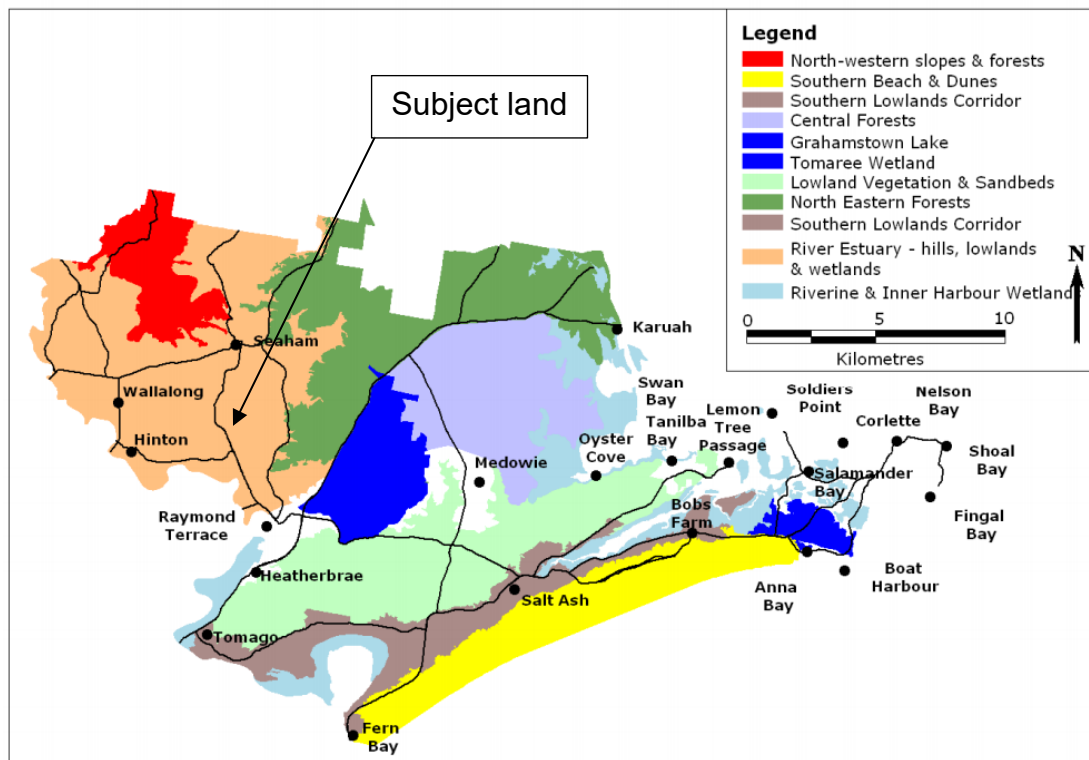 Legend
North-western slopes & forests
Southern Beach & Dunes
Southern Lowlands Corridor
Central Forests
Grahamstown Lake
Tomaree Wetland
Lowland Vegetation & Sandbeds
North Eastern Forests
Southern Lowlands Corridor
River Estuary - hills, lowlands
& wetlands
Riverine & Inner Harbour Wetland
N
0 5 10
Kilometres
Subject land
Seaham
Karuah
Wallalong
Hinton
Swan
Bay
Tanilba
Bay
Lemon
Tree
Passage
Soldiers
Point
Corlette
Nelson
Bay
Shoal
Bay
Oyster
Cove
Medowie
Salamander
Bay
Raymond
Terrace
Bobs
Farm
Fingal
Bay
Heatherbrae
Salt Ash
Anna
Bay
Boat
Harbour
Tomago
Fern
Bay